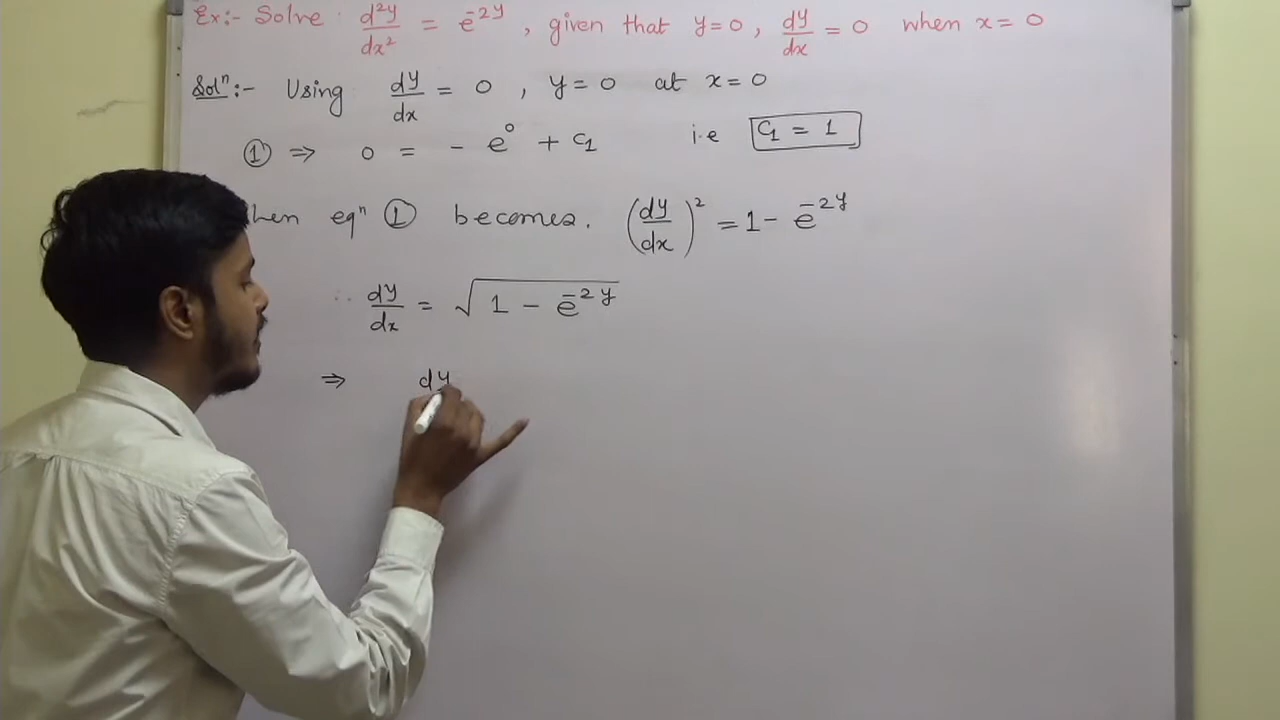 Ex:- Solve : d²y/dx² = e⁻²ʸ , given that y=0 , dy/dx = 0 when x = 0
Solⁿ:- Using dy/dx = 0 , y = 0 at x = 0
① ⇒ 0 = - e⁰ + c₁ i.e c₁ = 1
hen eqⁿ ① becomes. (dy/dx)² = 1 - e⁻²ʸ
∴ dy/dx = √(1 - e⁻²ʸ)
⇒ dy